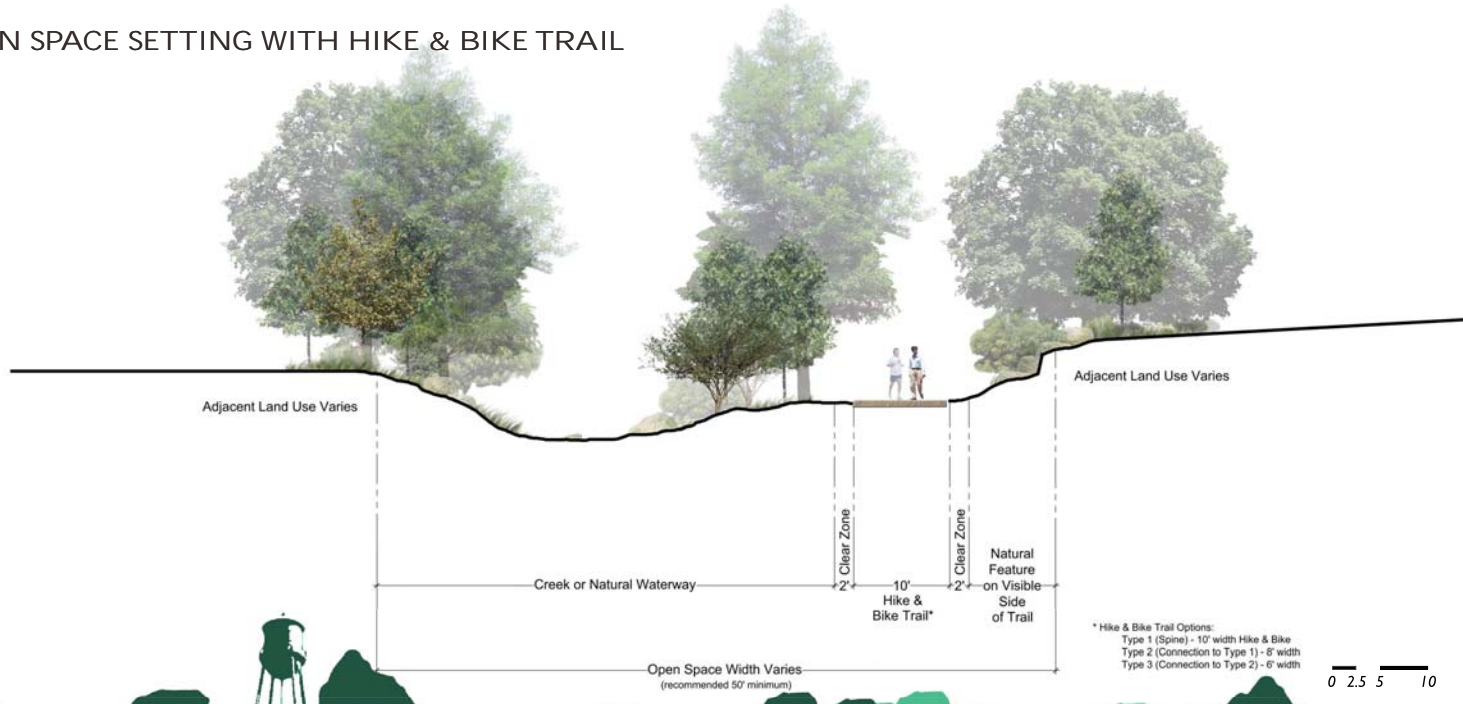 N SPACE SETTING WITH HIKE & BIKE TRAIL
Adjacent Land Use Varies
Adjacent Land Use Varies
Creek or Natural Waterway
2'
Clear Zone
10'
Hike &
Bike Trail*
2'
Clear Zone
Natural
Feature
on Visible
Side
of Trail
Open Space Width Varies
(recommended 50' minimum)
* Hike & Bike Trail Options:
Type 1 (Spine) - 10' width Hike & Bike
Type 2 (Connection to Type 1) - 8' width
Type 3 (Connection to Type 2) - 6' width
0 2.5 5 10